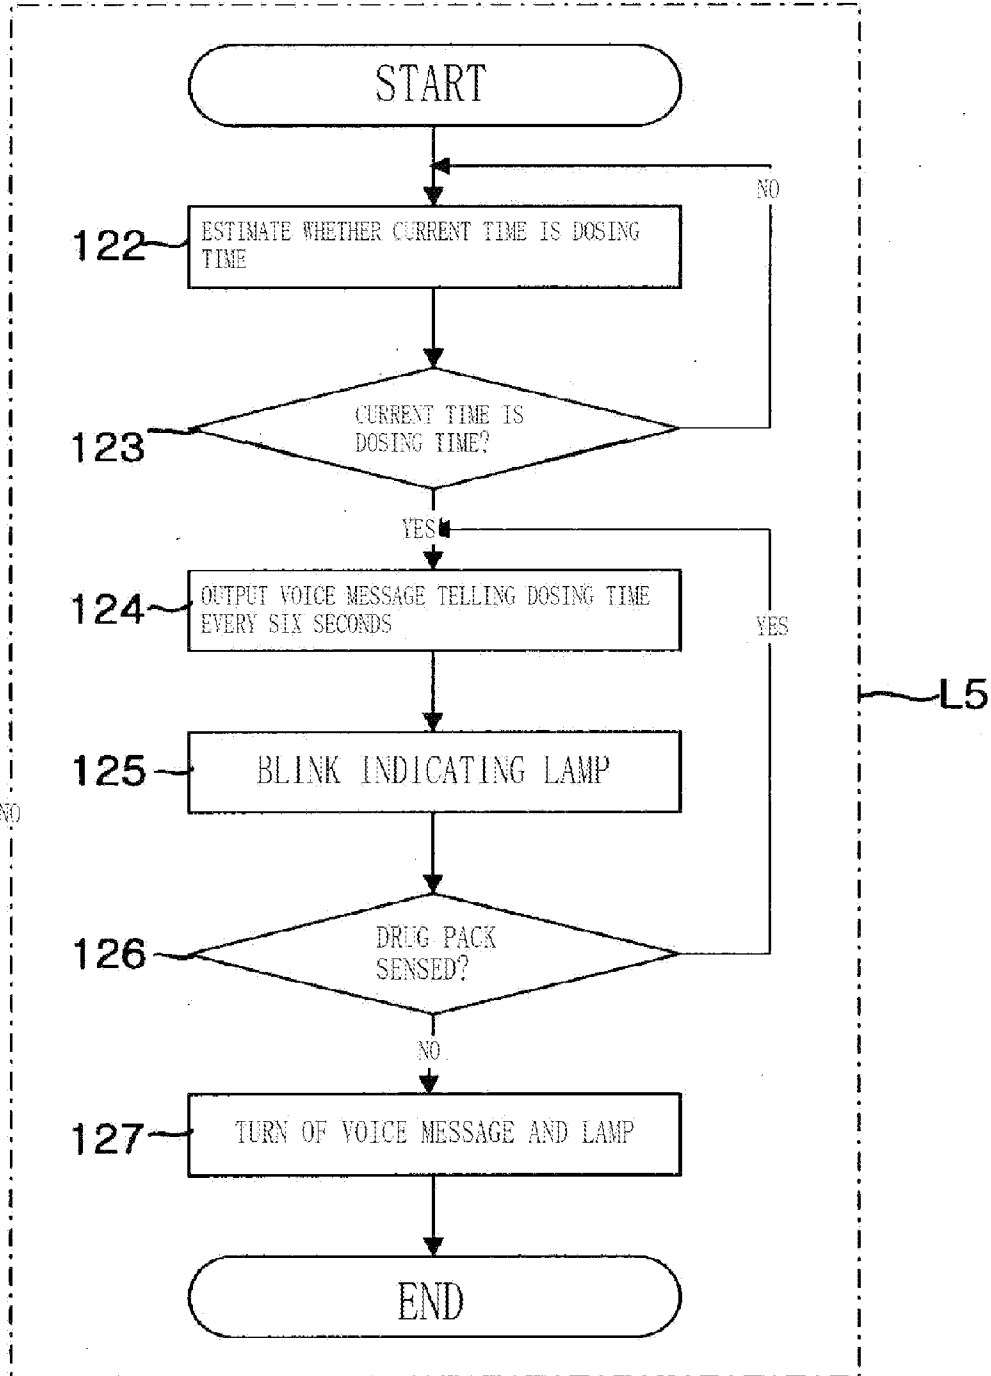 START
NO
122
ESTIMATE WHETHER CURRENT TIME IS DOSING
TIME
123
CURRENT TIME IS
DOSING TIME?
YES
124
OUTPUT VOICE MESSAGE TELLING DOSING TIME
EVERY SIX SECONDS
YES
L5
125
BLINK INDICATING LAMP
NO
126
DRUG PACK
SENSED?
NO
127
TURN OF VOICE MESSAGE AND LAMP
END